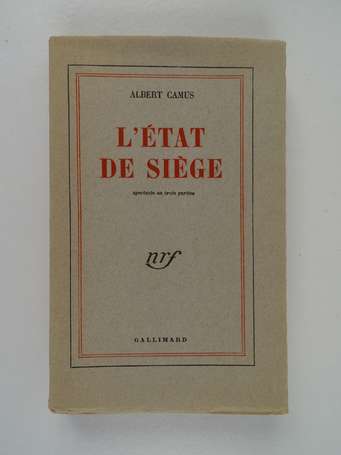 ALBERT CAMUS
L'ÉTAT
DE SIÈGE
spectacle en trois parties
nrf
GALLIMARD